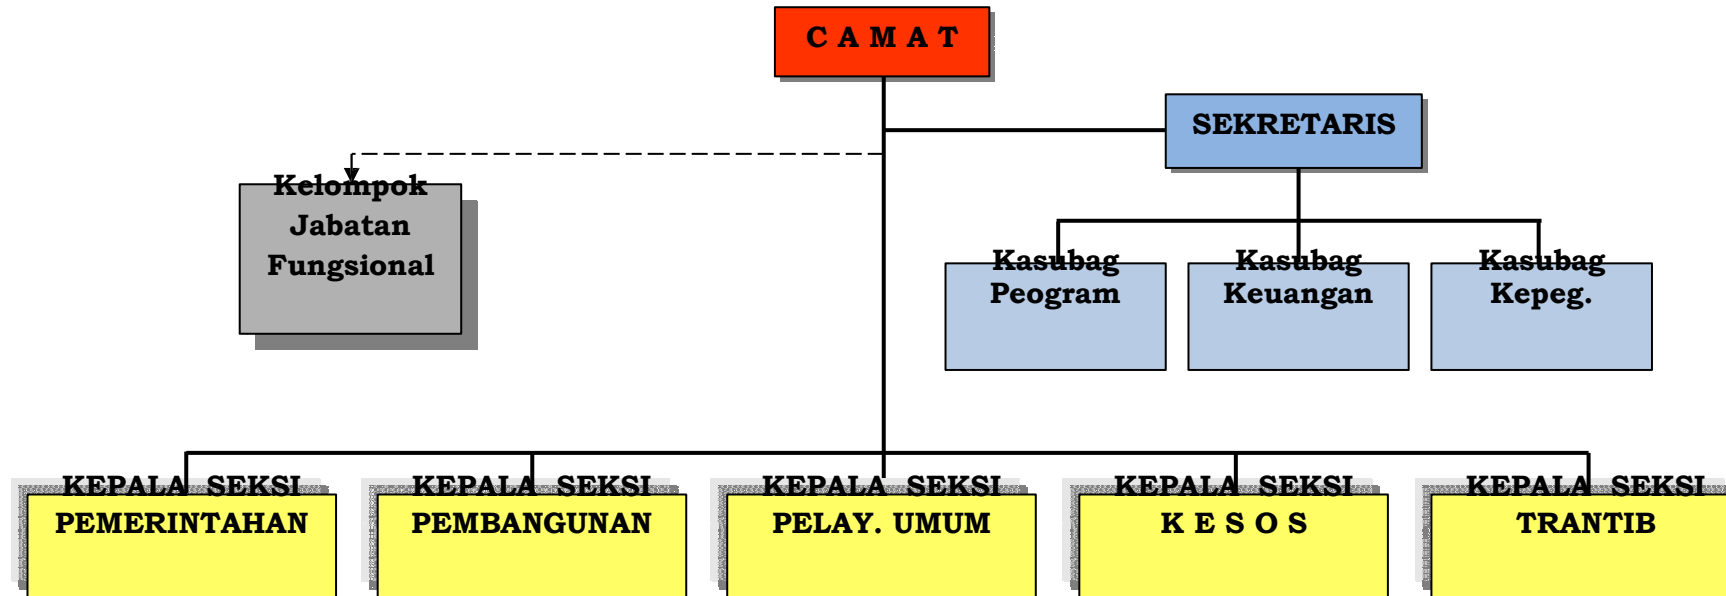 C A M A T
SEKRETARIS
Kelompok
Jabatan
Fungsional
Kasubag
Peogram
Kasubag
Keuangan
Kasubag
Kepeg.
KEPALA SEKSI
PEMERINTAHAN
KEPALA SEKSI
PEMBANGUNAN
KEPALA SEKSI
PELAY. UMUM
KEPALA SEKSI
K E S O S
KEPALA SEKSI
TRANTIB